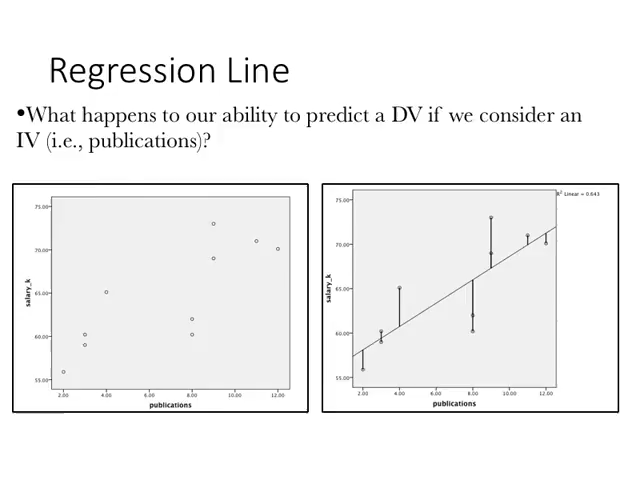 Regression Line
•What happens to our ability to predict a DV if we consider an
IV (i.e., publications)?
75.00
70.00
65.00
60.00
55.00
salary_k
2.00 4.00 6.00 8.00 10.00 12.00
publications
R² Linear = 0.643
75.00
70.00
65.00
60.00
55.00
salary_k
2.00 4.00 6.00 8.00 10.00 12.00
publications